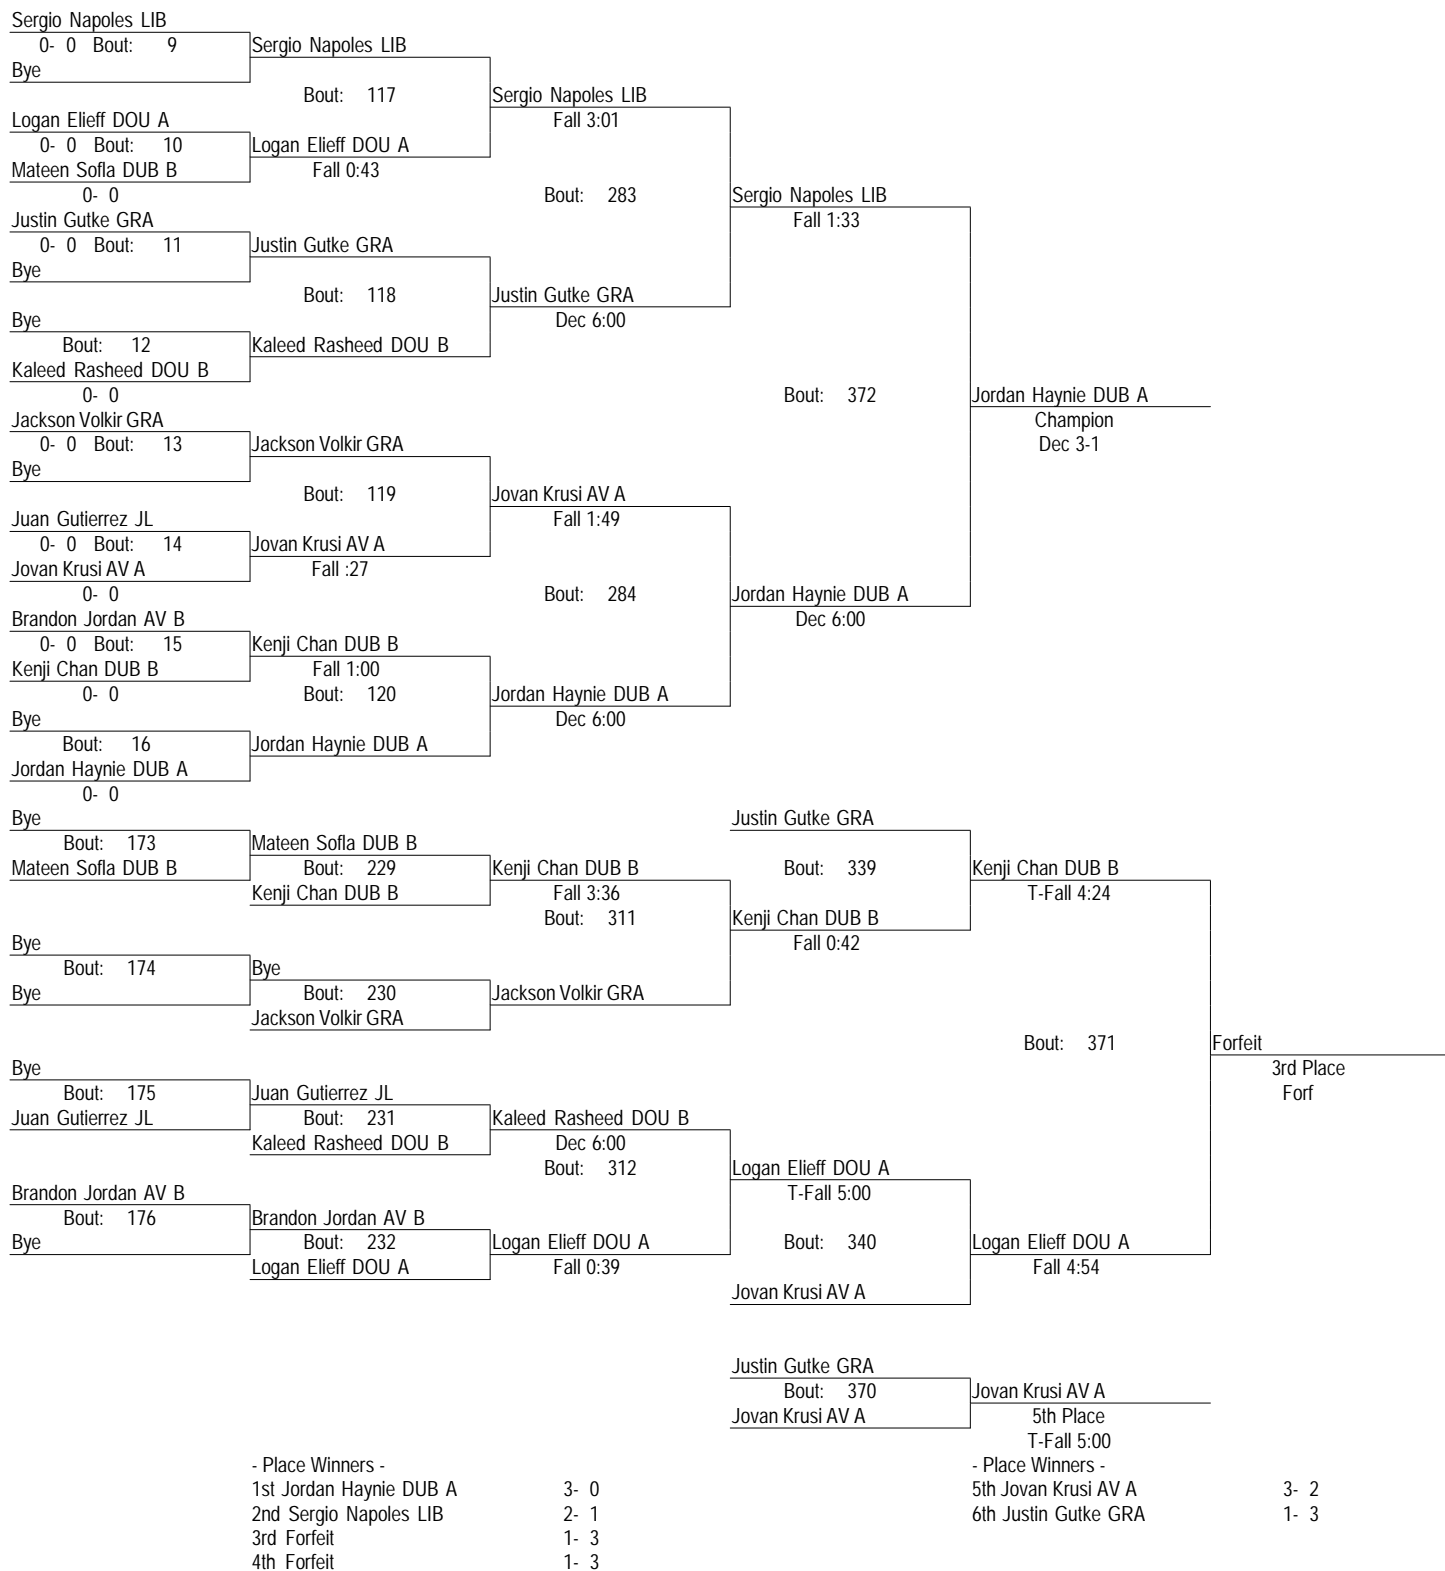 Sergio Napoles LIB
0- 0 Bout: 9
Sergio Napoles LIB
Bye
Bout: 117
Sergio Napoles LIB
Logan Elieff DOU A
Fall 3:01
0- 0 Bout: 10
Logan Elieff DOU A
Mateen Sofla DUB B
Fall 0:43
0- 0
Bout: 283
Sergio Napoles LIB
Justin Gutke GRA
Fall 1:33
0- 0 Bout: 11
Justin Gutke GRA
Bye
Bout: 118
Justin Gutke GRA
Bye
Dec 6:00
Bout: 12
Kaleed Rasheed DOU B
Kaleed Rasheed DOU B
0- 0
Bout: 372
Jordan Haynie DUB A
Jackson Volkir GRA
Champion
0- 0 Bout: 13
Jackson Volkir GRA
Dec 3-1
Bye
Bout: 119
Jovan Krusi AV A
Juan Gutierrez JL
Fall 1:49
0- 0 Bout: 14
Jovan Krusi AV A
Jovan Krusi AV A
Fall :27
0- 0
Bout: 284
Jordan Haynie DUB A
Brandon Jordan AV B
Dec 6:00
0- 0 Bout: 15
Kenji Chan DUB B
Kenji Chan DUB B
Fall 1:00
0- 0
Bout: 120
Jordan Haynie DUB A
Bye
Dec 6:00
Bout: 16
Jordan Haynie DUB A
Jordan Haynie DUB A
0- 0
Bye
Justin Gutke GRA
Bout: 173
Mateen Sofla DUB B
Mateen Sofla DUB B
Bout: 229
Kenji Chan DUB B
Bout: 339
Kenji Chan DUB B
Kenji Chan DUB B
Fall 3:36
T-Fall 4:24
Bout: 311
Kenji Chan DUB B
Bye
Fall 0:42
Bout: 174
Bye
Bye
Bout: 230
Jackson Volkir GRA
Jackson Volkir GRA
Bout: 371
Forfeit
Bye
3rd Place
Bout: 175
Juan Gutierrez JL
Forf
Juan Gutierrez JL
Bout: 231
Kaleed Rasheed DOU B
Kaleed Rasheed DOU B
Dec 6:00
Bout: 312
Logan Elieff DOU A
Brandon Jordan AV B
T-Fall 5:00
Bout: 176
Brandon Jordan AV B
Bye
Bout: 232
Logan Elieff DOU A
Bout: 340
Logan Elieff DOU A
Logan Elieff DOU A
Fall 0:39
Fall 4:54
Jovan Krusi AV A
Justin Gutke GRA
Bout: 370
Jovan Krusi AV A
Jovan Krusi AV A
5th Place
T-Fall 5:00
- Place Winners -
1st Jordan Haynie DUB A 3- 0
2nd Sergio Napoles LIB 2- 1
3rd Forfeit 1- 3
4th Forfeit 1- 3
- Place Winners -
5th Jovan Krusi AV A 3- 2
6th Justin Gutke GRA 1- 3